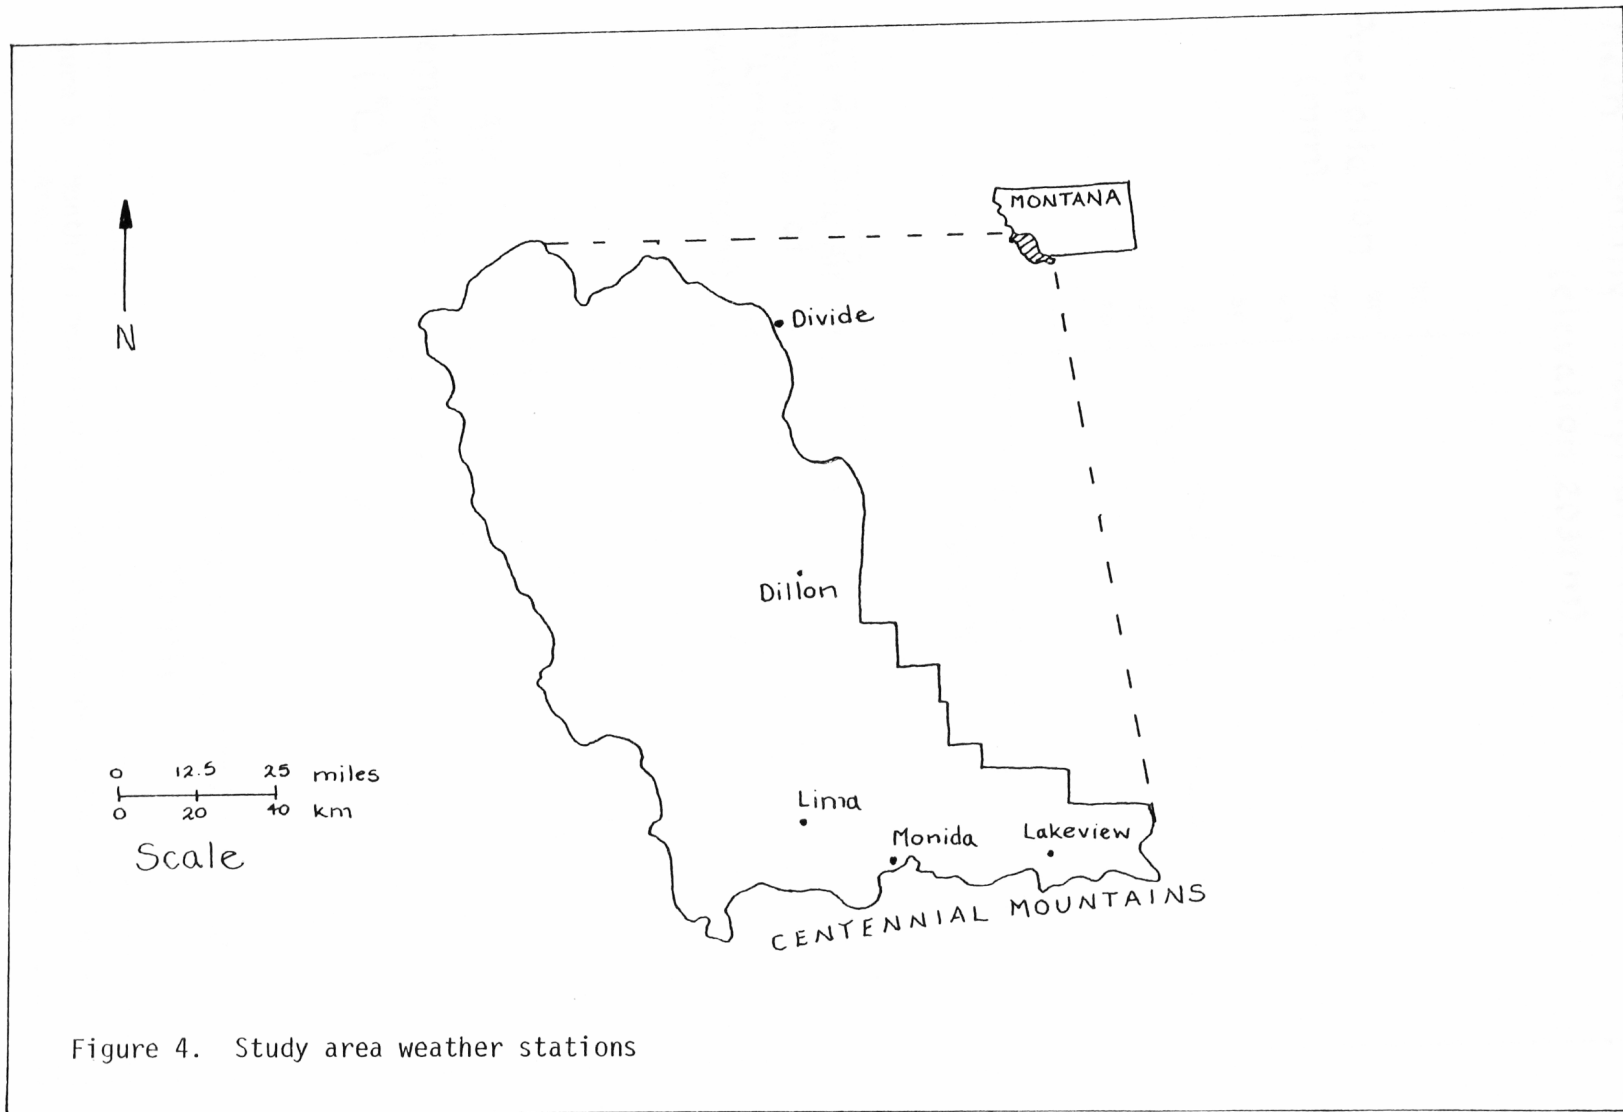 MONTANA
Divide
N
Dillon
0 12.5 25 miles
0 20 40 km
Scale
Lima
Monida
Lakeview
CENTENNIAL MOUNTAINS
Figure 4. Study area weather stations